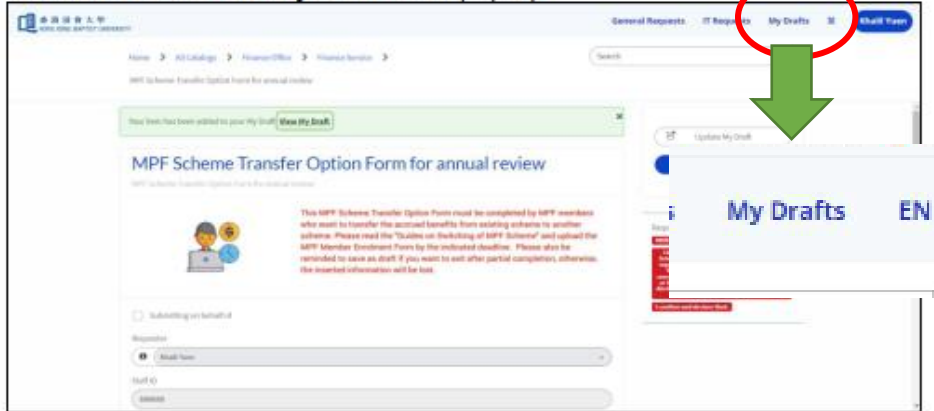 General Requests IT Requests My Drafts Khalil Yuen
Home > All Catalogs > Finance Office > Finance Service > Search
MPF Scheme Transfer Option Form for annual review
Your item has been added to your My Draft View My Draft
Update My Draft
MPF Scheme Transfer Option Form for annual review
MPF Scheme Transfer Option Form for annual review
My Drafts EN
This MPF Scheme Transfer Option Form must be completed by MPF members
who want to transfer the accrued benefits from existing scheme to another
scheme. Please read the "Guides on Switching of MPF Scheme" and upload the
MPF Member Enrolment Form by the indicated deadline. Please also be
reminded to save as draft if you want to exit after partial completion, otherwise
the inserted information will be lost.
Submitting on behalf of
Requestor
Khalil Yuen
Staff ID